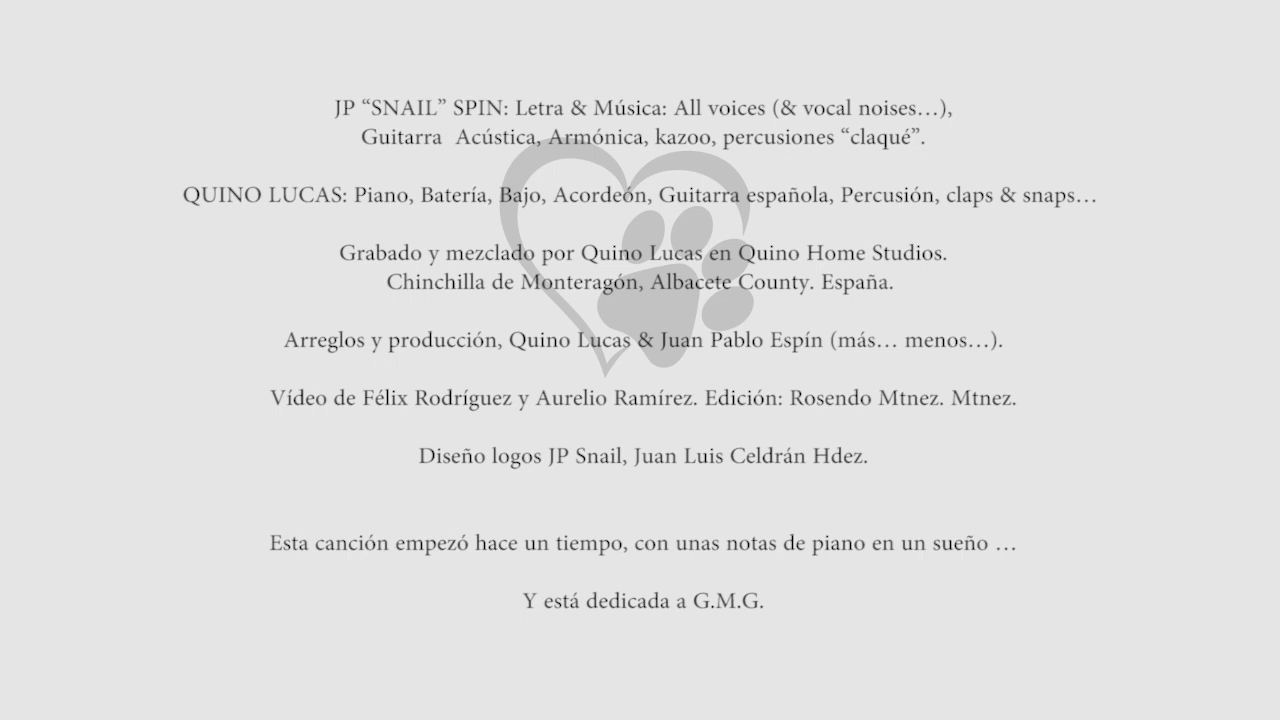 JP “SNAIL” SPIN: Letra & Música: All voices (& vocal noises…),
Guitarra Acústica, Armónica, kazoo, percusiones “claqué”.
QUINO LUCAS: Piano, Batería, Bajo, Acordeón, Guitarra española, Percusión, claps & snaps…
Grabado y mezclado por Quino Lucas en Quino Home Studios.
Chinchilla de Monteragón, Albacete County. España.
Arreglos y producción, Quino Lucas & Juan Pablo Espín (más… menos…).
Vídeo de Félix Rodríguez y Aurelio Ramírez. Edición: Rosendo Mtnez. Mtnez.
Diseño logos JP Snail, Juan Luis Celdrán Hdez.
Esta canción empezó hace un tiempo, con unas notas de piano en un sueño …
Y está dedicada a G.M.G.